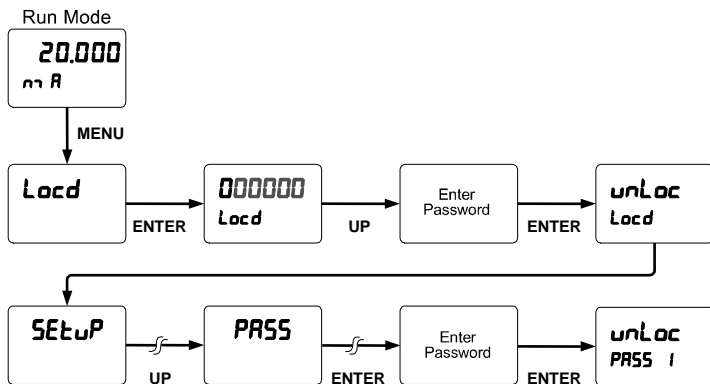 Run Mode
20.000
mA
MENU
Locd
ENTER
000000
Locd
UP
Enter
Password
ENTER
unLoc
Locd
SEtuP
UP
PASS
ENTER
Enter
Password
ENTER
unLoc
PASS 1